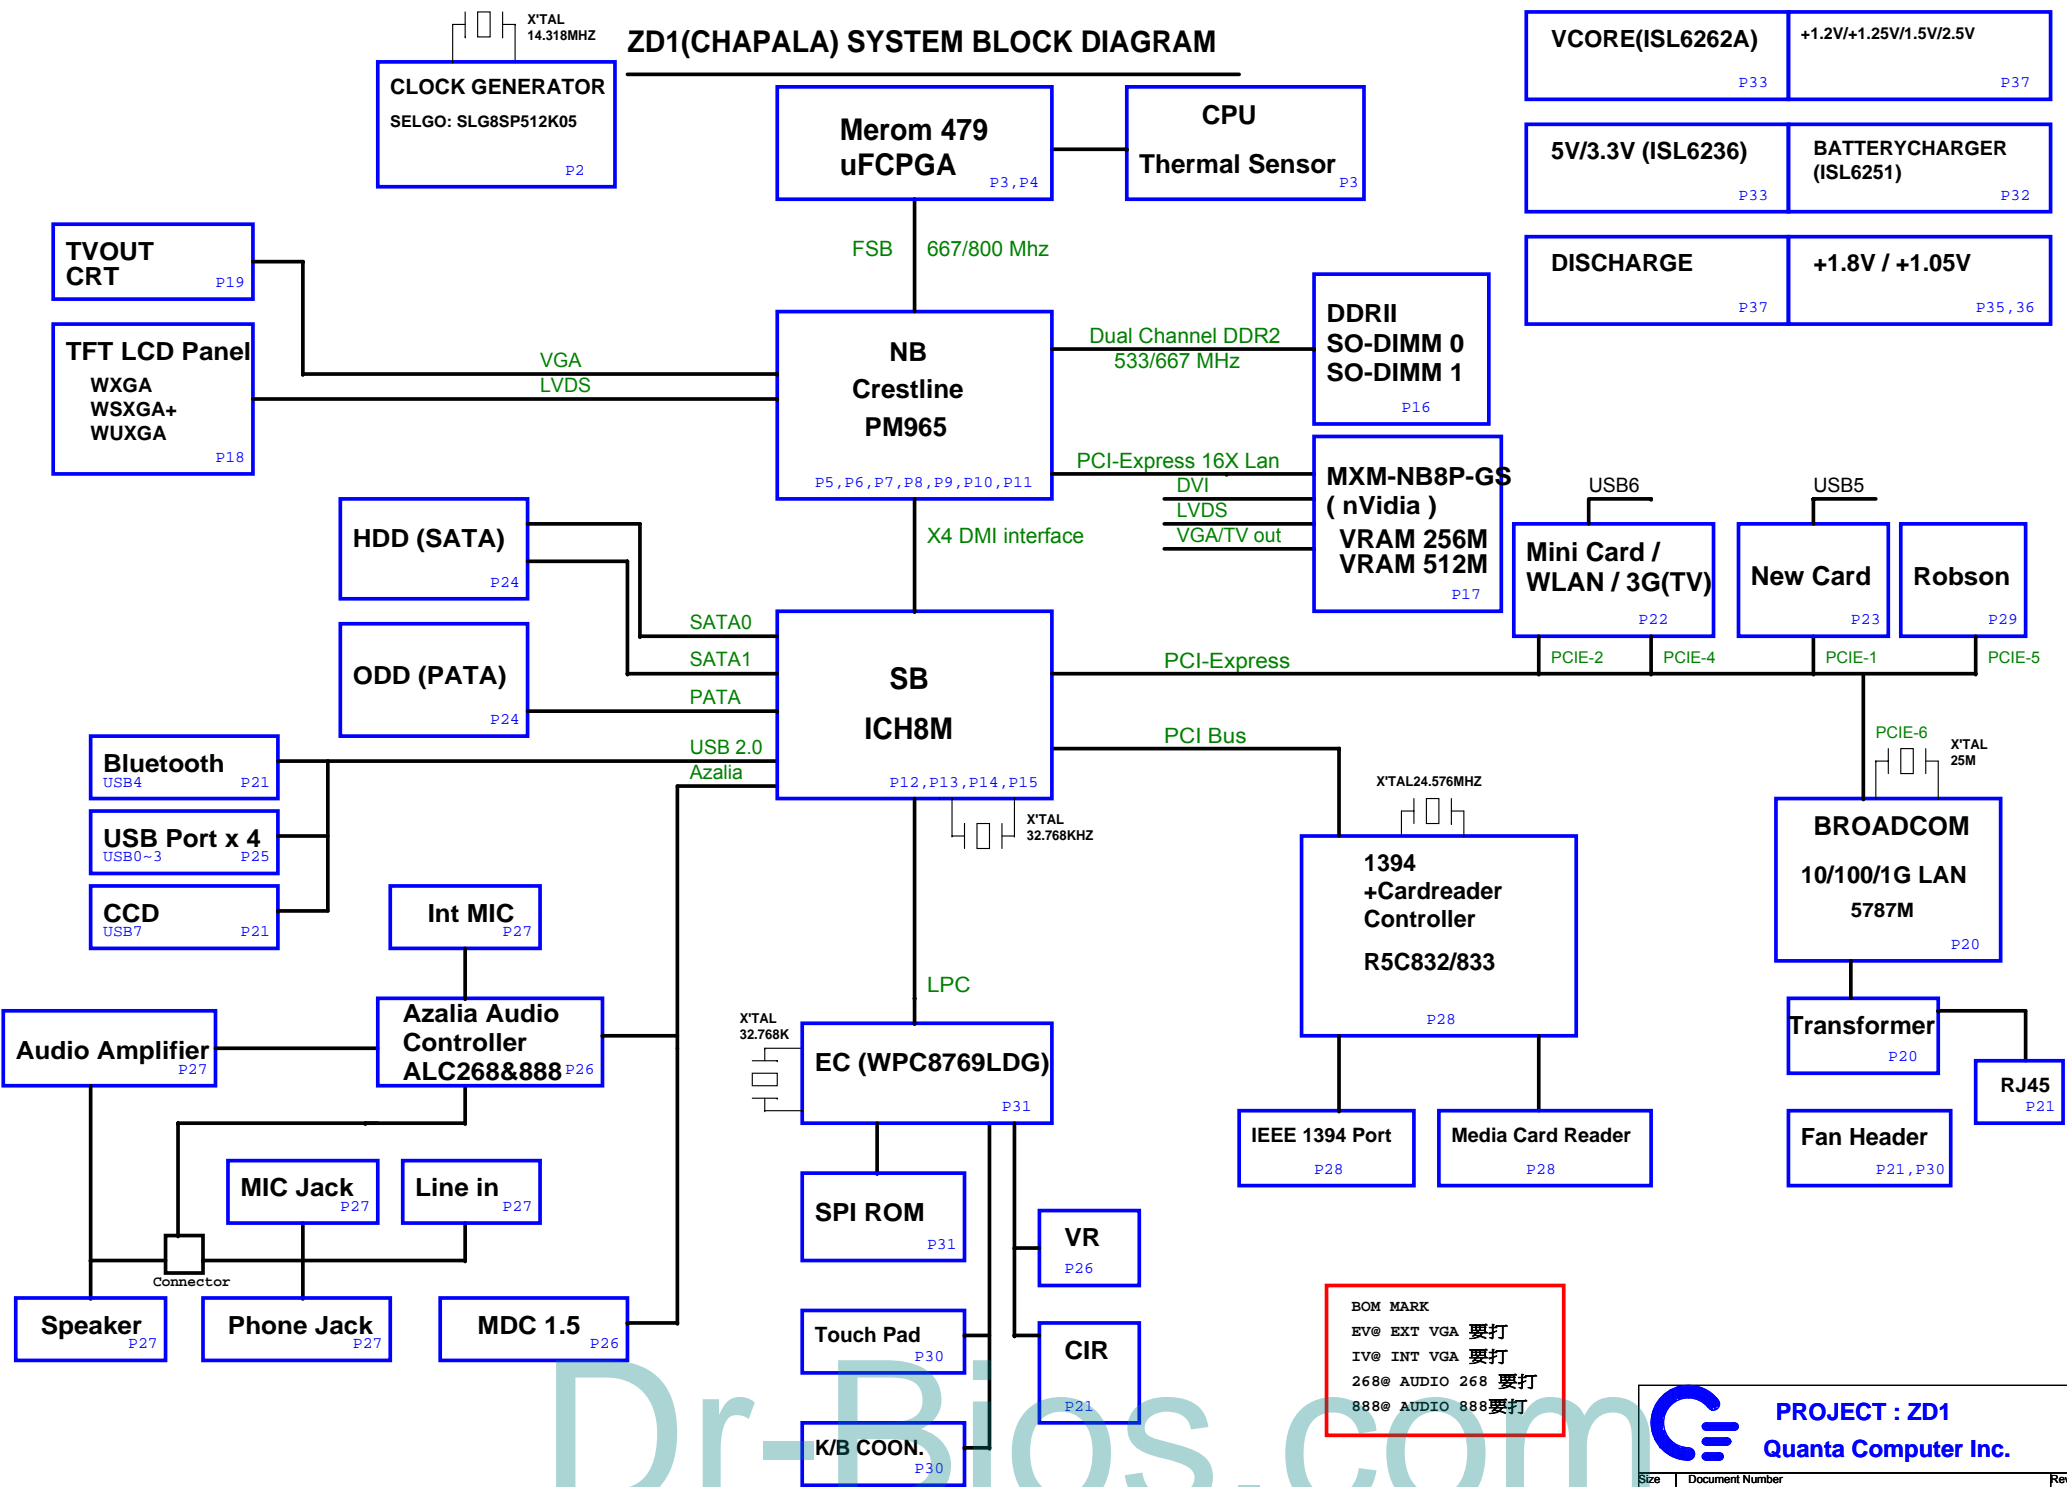 X'TAL
14.318MHZ
ZD1(CHAPALA) SYSTEM BLOCK DIAGRAM
CLOCK GENERATOR
SELGO: SLG8SP512K05
P2
Merom 479
uFCPGA
P3,P4
CPU
Thermal Sensor
P3
VCORE(ISL6262A)
P33
+1.2V/+1.25V/1.5V/2.5V
P37
5V/3.3V (ISL6236)
P33
BATTERYCHARGER
(ISL6251)
P32
DISCHARGE
P37
+1.8V / +1.05V
P35,36
TVOUT
CRT
P19
TFT LCD Panel
WXGA
WSXGA+
WUXGA
P18
FSB
667/800 Mhz
VGA
LVDS
NB
Crestline
PM965
P5,P6,P7,P8,P9,P10,P11
Dual Channel DDR2
533/667 MHz
DDRII
SO-DIMM 0
SO-DIMM 1
P16
PCI-Express 16X Lan
DVI
LVDS
VGA/TV out
MXM-NB8P-GS
( nVidia )
VRAM 256M
VRAM 512M
P17
USB6
Mini Card /
WLAN / 3G(TV)
P22
USB5
New Card
P23
Robson
P29
HDD (SATA)
P24
ODD (PATA)
P24
X4 DMI interface
SATA0
SATA1
PATA
USB 2.0
Azalia
SB
ICH8M
P12,P13,P14,P15
X'TAL
32.768KHZ
PCI-Express
PCIE-2
PCIE-4
PCIE-1
PCIE-5
PCI Bus
PCIE-6
X'TAL
25M
Bluetooth
USB4
P21
USB Port x 4
USB0~3
P25
CCD
USB7
P21
X'TAL24.576MHZ
1394
+Cardreader
Controller
R5C832/833
P28
BROADCOM
10/100/1G LAN
5787M
P20
Int MIC
P27
Audio Amplifier
P27
Azalia Audio
Controller
ALC268&888
P26
LPC
X'TAL
32.768K
EC (WPC8769LDG)
P31
Transformer
P20
RJ45
P21
IEEE 1394 Port
P28
Media Card Reader
P28
Fan Header
P21,P30
MIC Jack
P27
Line in
P27
SPI ROM
P31
VR
P26
Connector
Speaker
P27
Phone Jack
P27
MDC 1.5
P26
Touch Pad
P30
CIR
P21
K/B COON.
P30
BOM MARK
EV@ EXT VGA 要打
IV@ INT VGA 要打
268@ AUDIO 268 要打
888@ AUDIO 888要打
PROJECT : ZD1
Quanta Computer Inc.
Size
Document Number
Rev
Dr-Bios.com